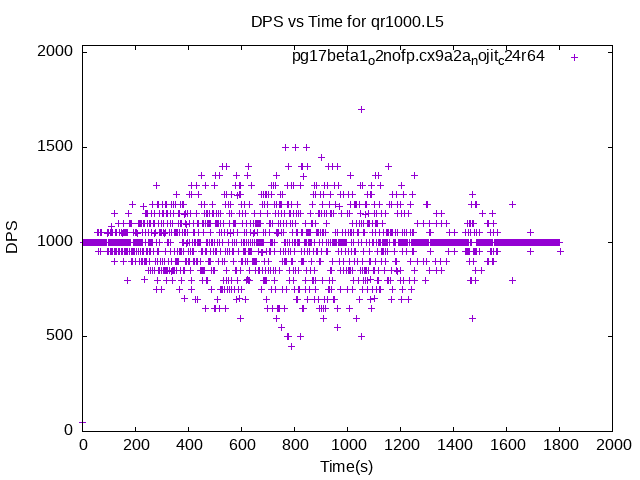 DPS vs Time for qr1000.L5
pg17beta1_o2nofp.cx9a2a_nojit_c24r64
2000
1500
1000
500
0
DPS
0 200 400 600 800 1000 1200 1400 1600 1800 2000
Time(s)